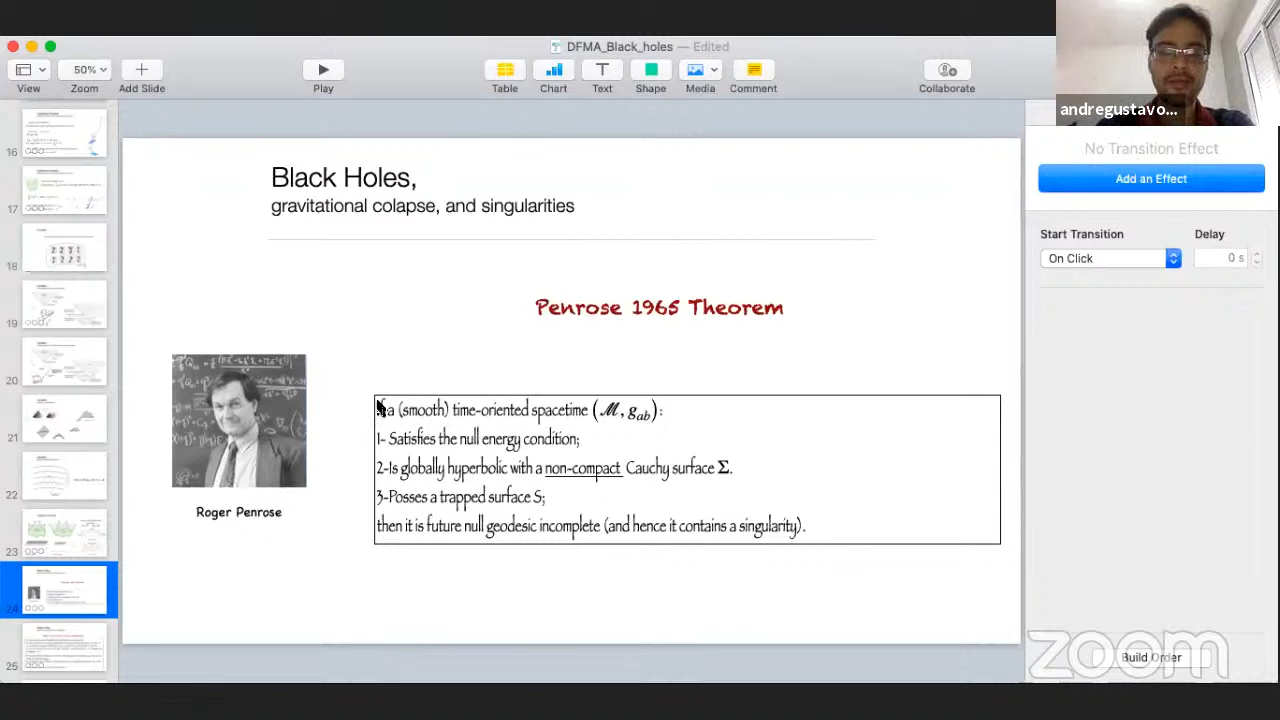 DFMA_Black_holes — Edited
50%
View
Zoom
Add Slide
Play
Table
Chart
Text
Shape
Media
Comment
Collaborate
andregustavo...
No Transition Effect
Add an Effect
Start Transition
Delay
On Click
0 s
16
17
18
19
20
21
22
23
24
25
Black Holes,
gravitational colapse, and singularities
Penrose 1965 Theorem
Roger Penrose
a (smooth) time-oriented spacetime (ℳ, g_ab):
1- Satisfies the null energy condition;
2-Is globally hyperbolic with a non-compact Cauchy surface Σ.
3-Posses a trapped surface S;
then it is future null geodesic incomplete (and hence it contains a singularity).
Build Order
zoom